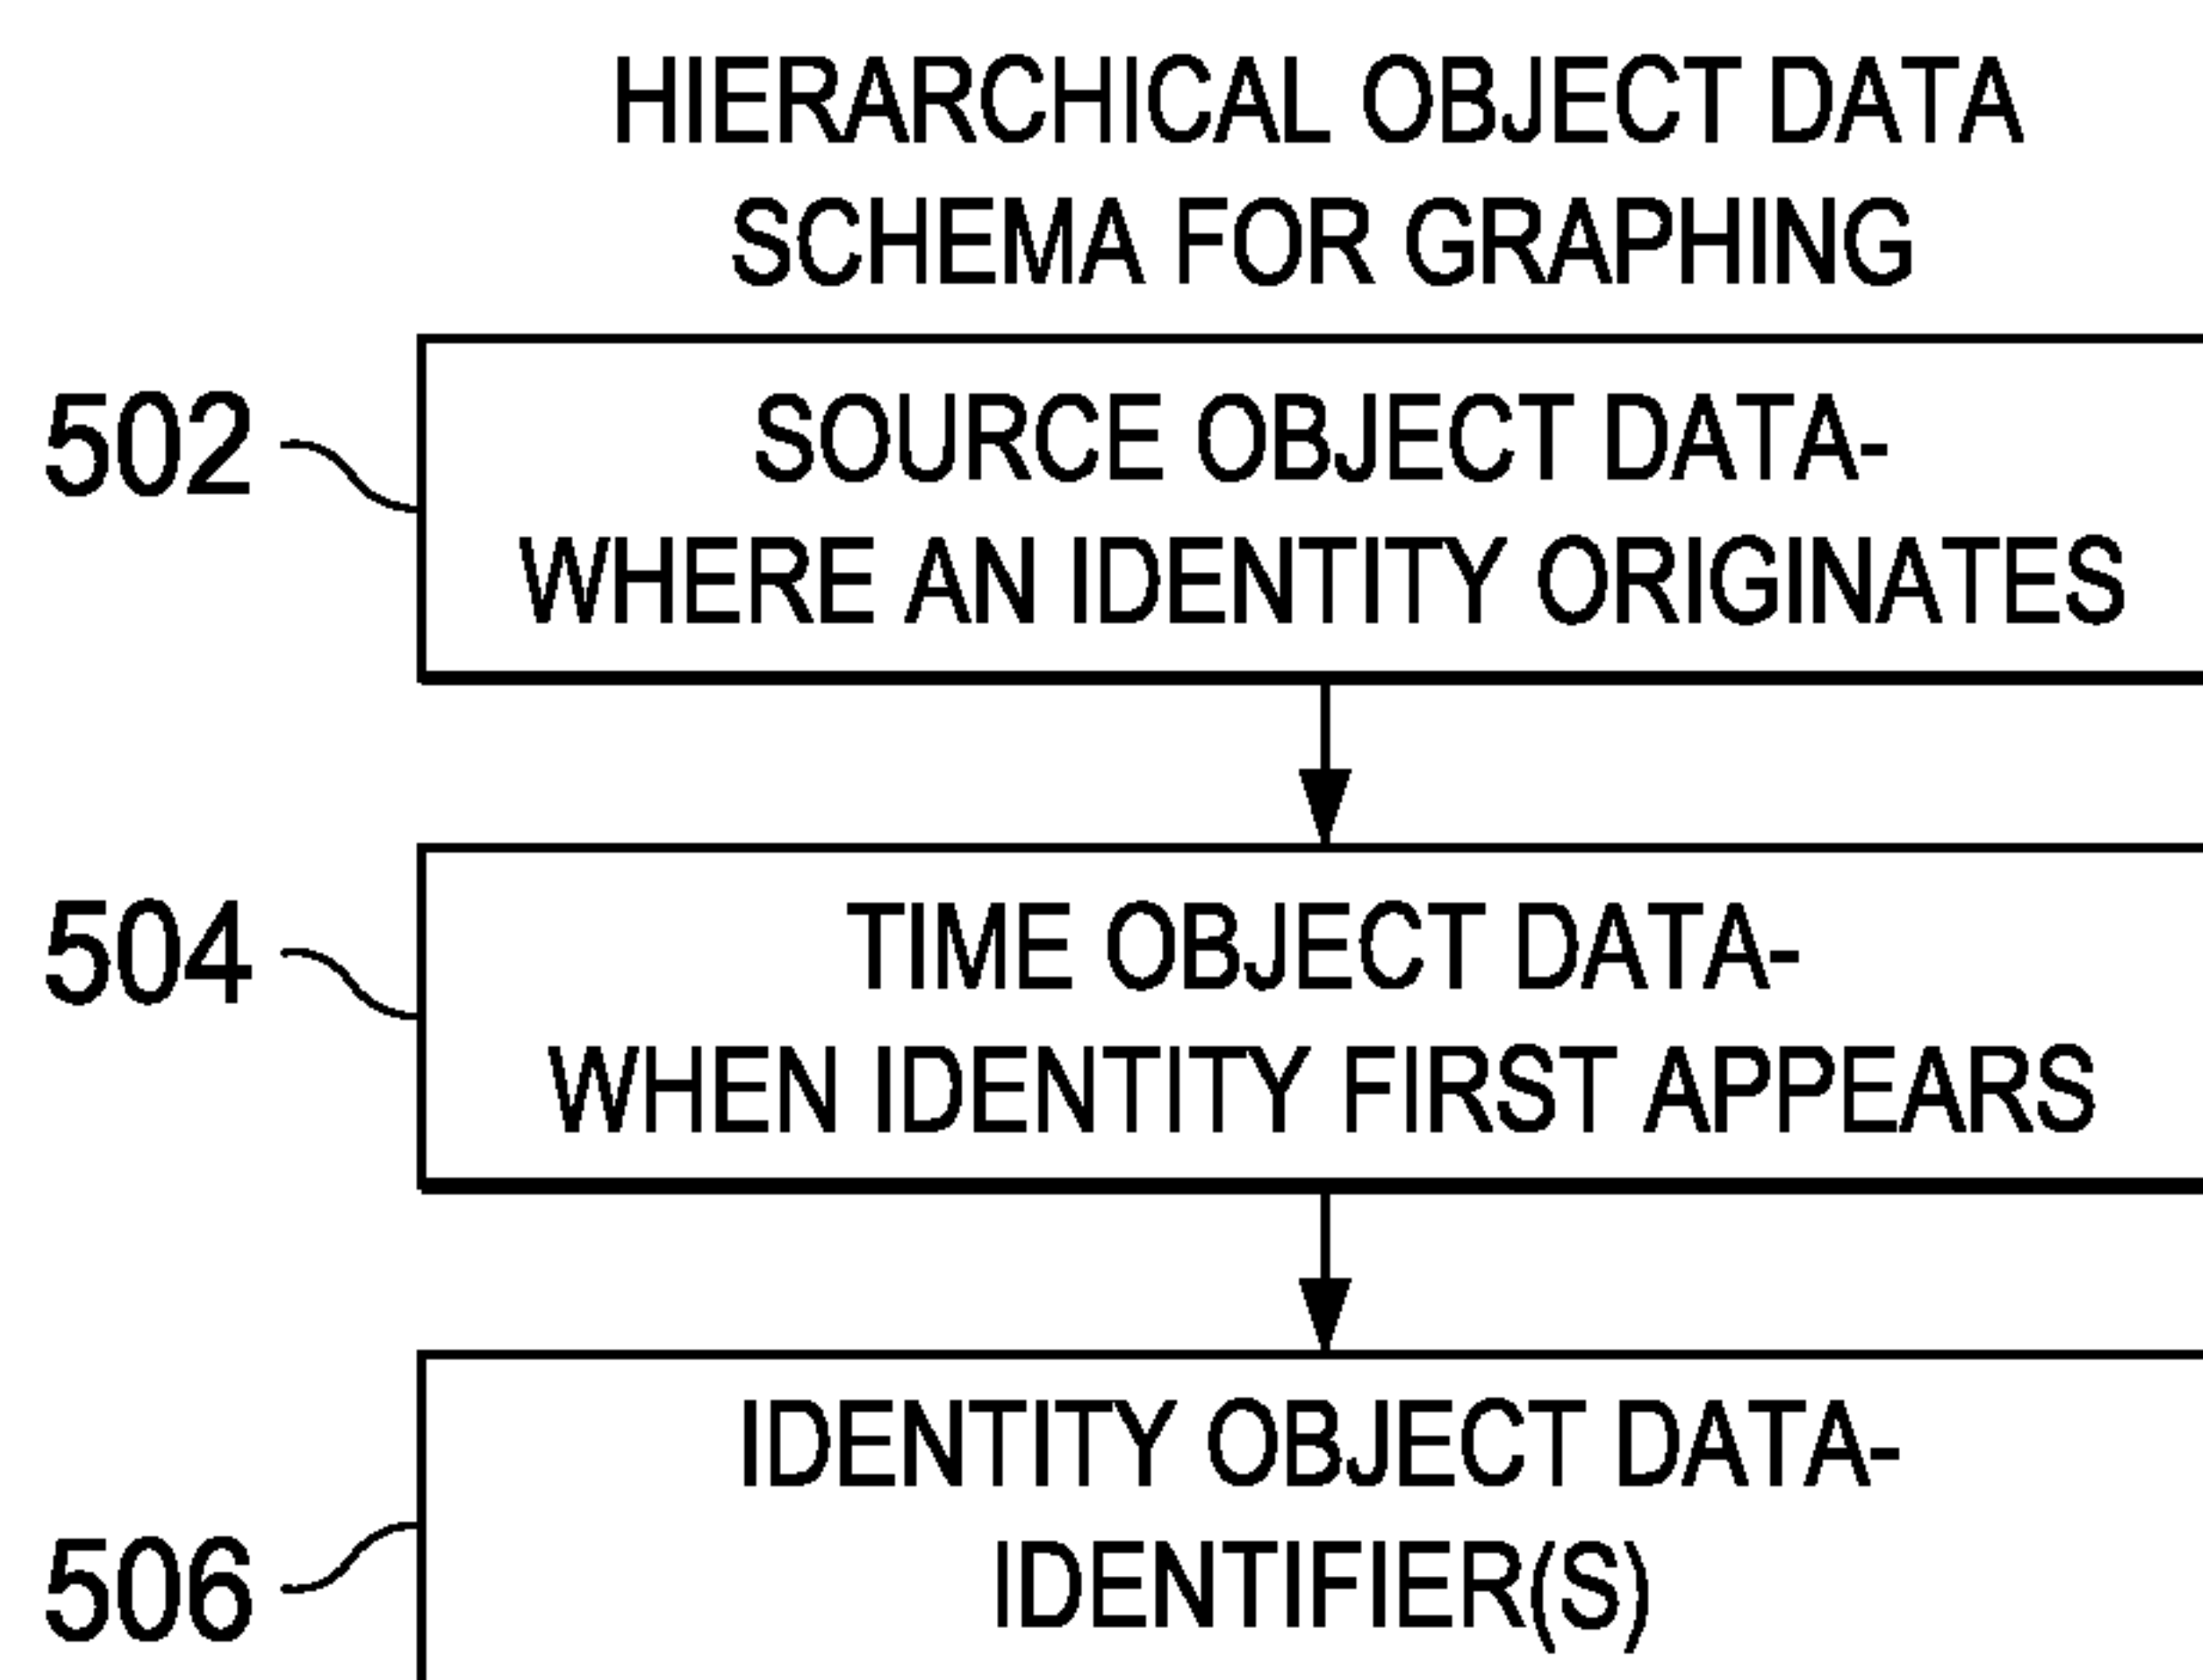 HIERARCHICAL OBJECT DATA
SCHEMA FOR GRAPHING
502
SOURCE OBJECT DATA-
WHERE AN IDENTITY ORIGINATES
504
TIME OBJECT DATA-
WHEN IDENTITY FIRST APPEARS
506
IDENTITY OBJECT DATA-
IDENTIFIER(S)